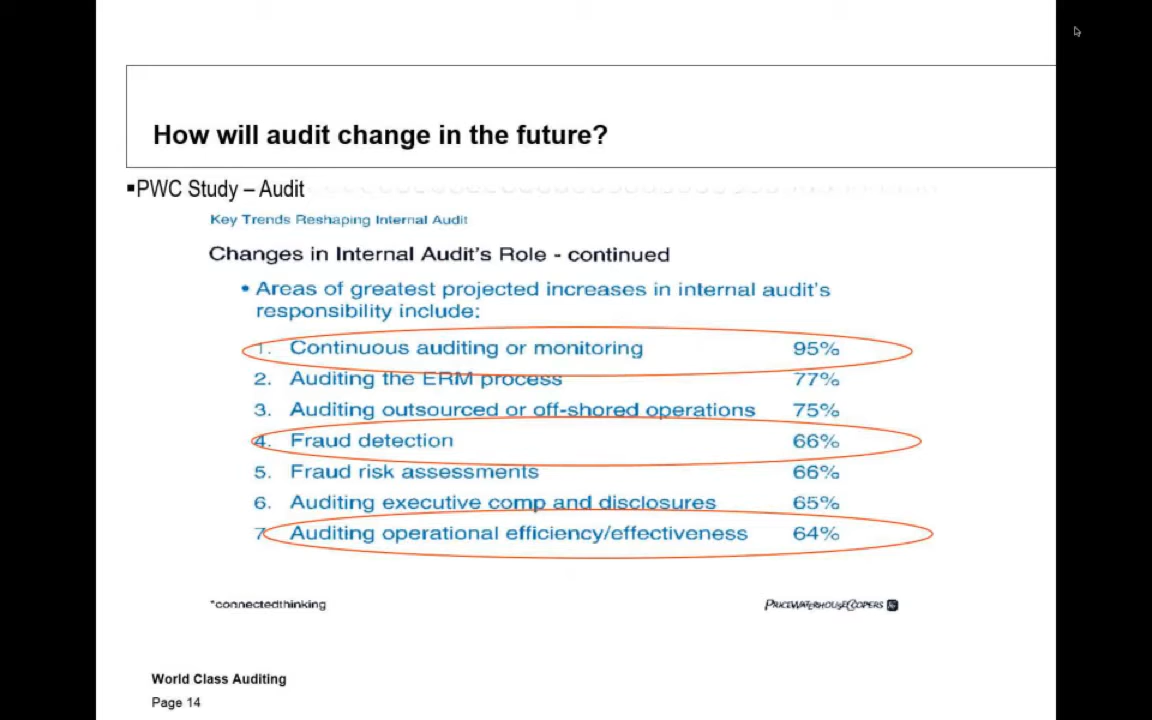 How will audit change in the future?
▪PWC Study – Audit
Key Trends Reshaping Internal Audit
Changes in Internal Audit's Role - continued
• Areas of greatest projected increases in internal audit's
responsibility include:
1. Continuous auditing or monitoring 95%
2. Auditing the ERM process 77%
3. Auditing outsourced or off-shored operations 75%
4. Fraud detection 66%
5. Fraud risk assessments 66%
6. Auditing executive comp and disclosures 65%
7. Auditing operational efficiency/effectiveness 64%
*connectedthinking
PRICEWATERHOUSECOOPERS
World Class Auditing
Page 14